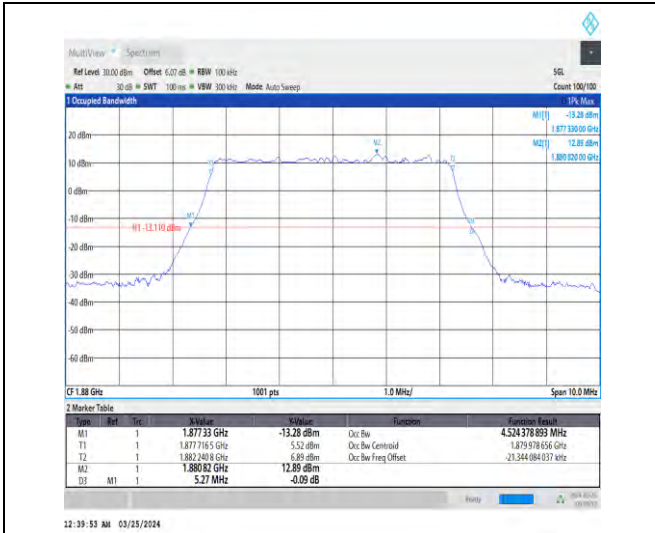 MultiView Spectrum
Ref Level 30.00 dBm Offset 6.07 dB RBW 100 kHz SGL
Att 30 dB SWT 100 ms VBW 300 kHz Mode Auto Sweep Count 100/100
1 Occupied Bandwidth 1Pk Max
M1[1] -13.28 dBm
1.877 330 00 GHz
20 dBm M2 M2[1] 12.89 dBm
10 dBm T1 T2 1.880 820 00 GHz
0 dBm
-10 dBm M1
H1 -13.110 dBm D3
-20 dBm
-30 dBm
-40 dBm
-50 dBm
-60 dBm
CF 1.88 GHz 1001 pts 1.0 MHz/ Span 10.0 MHz
2 Marker Table
Type Ref Trc X-Value Y-Value Function Function Result
M1 1 1.877 33 GHz -13.28 dBm Occ Bw 4.524 378 893 MHz
T1 1 1.877 716 5 GHz 5.52 dBm Occ Bw Centroid 1.879 978 656 GHz
T2 1 1.882 240 8 GHz 6.89 dBm Occ Bw Freq Offset -21.344 084 037 kHz
M2 1 1.880 82 GHz 12.89 dBm
D3 M1 1 5.27 MHz -0.09 dB
Ready
12:39:53 AM 03/25/2024